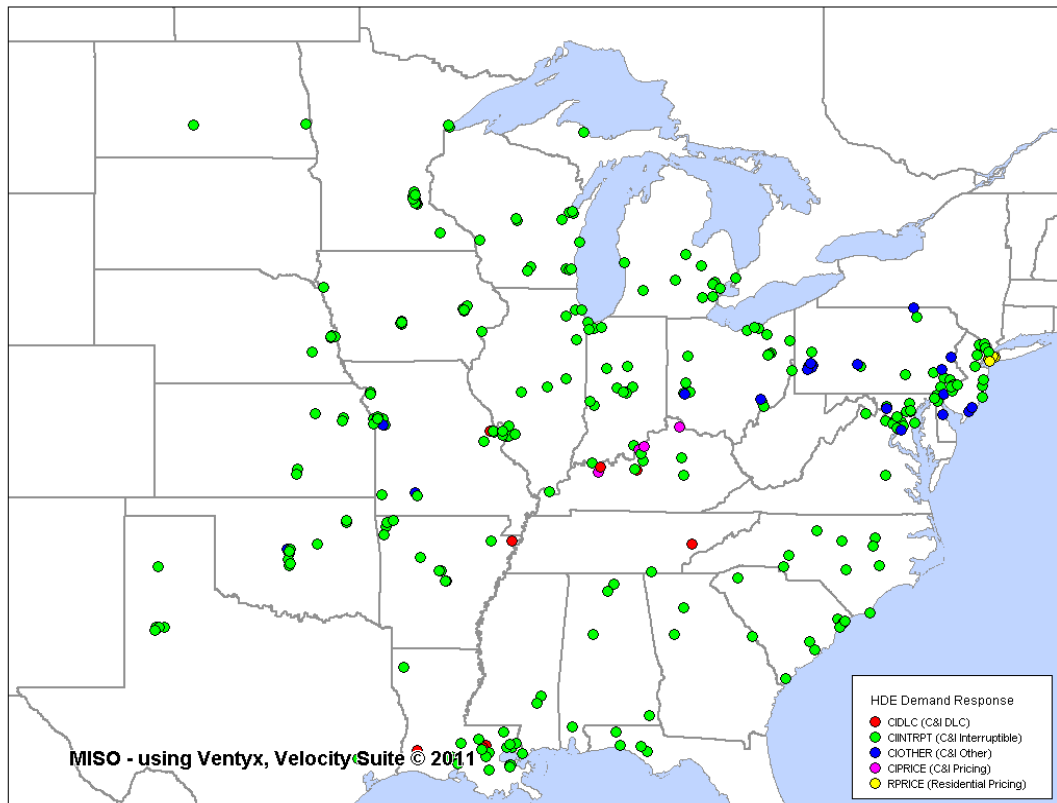 MISO - using Ventyx, Velocity Suite © 2011
HDE Demand Response
CIDLC (C&I DLC)
CIINTRPT (C&I Interruptible)
CIOTHER (C&I Other)
CIPRICE (C&I Pricing)
RPRICE (Residential Pricing)